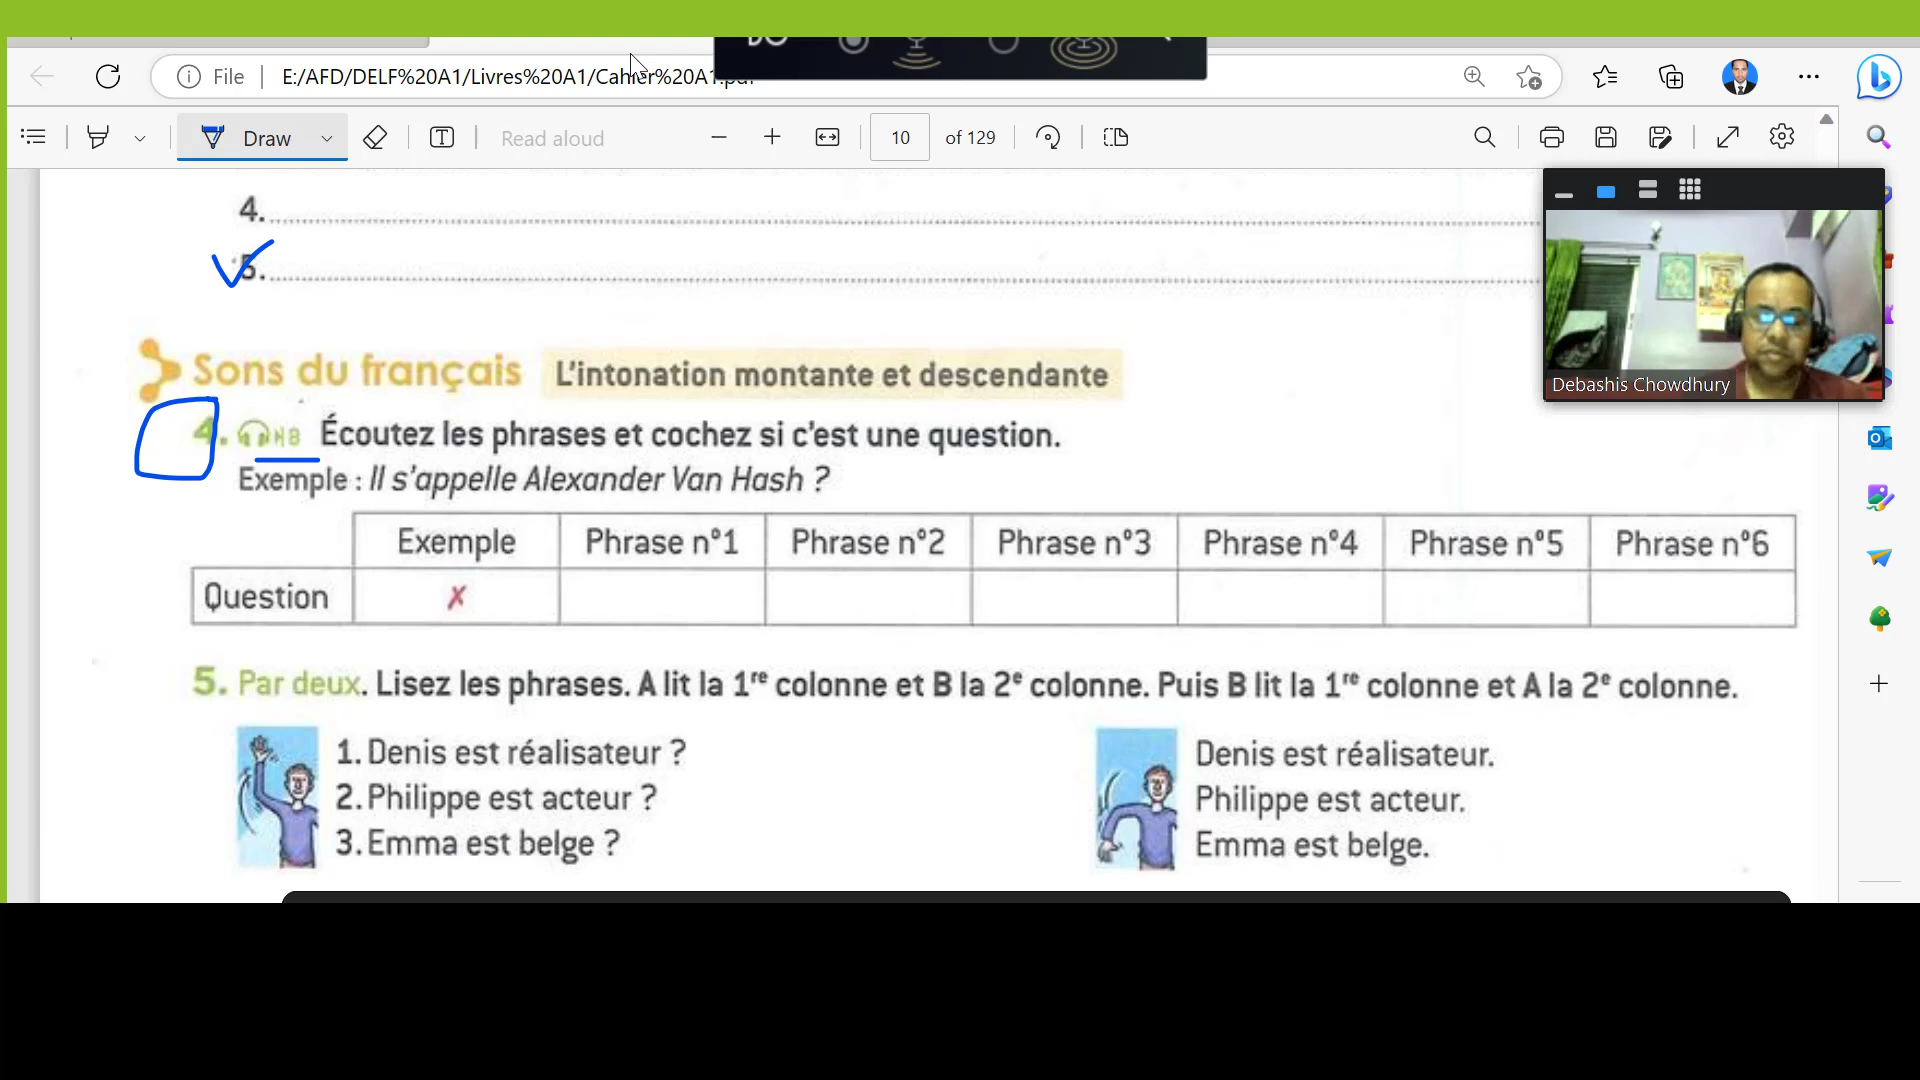 File E:/AFD/DELF%20A1/Livres%20A1/Cahier%20A1.pdf
Draw Read aloud 10 of 129
4.
5.
Debashis Chowdhury
Sons du français L'intonation montante et descendante
4. Écoutez les phrases et cochez si c'est une question.
Exemple : Il s'appelle Alexander Van Hash ?
Exemple Phrase n°1 Phrase n°2 Phrase n°3 Phrase n°4 Phrase n°5 Phrase n°6
Question ✗
5. Par deux. Lisez les phrases. A lit la 1re colonne et B la 2e colonne. Puis B lit la 1re colonne et A la 2e colonne.
1. Denis est réalisateur ? Denis est réalisateur.
2. Philippe est acteur ? Philippe est acteur.
3. Emma est belge ? Emma est belge.